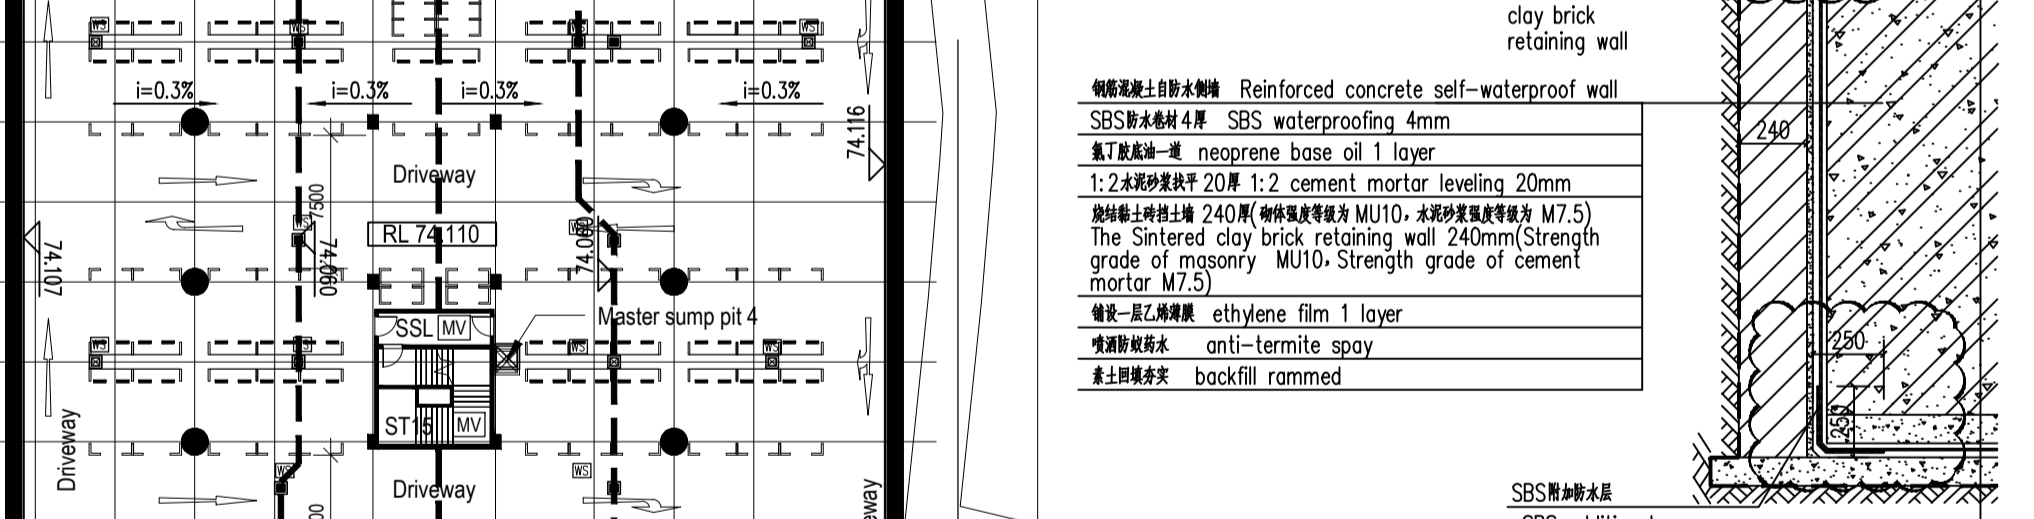 WS
WS
WS
WS
i=0.3%
i=0.3%
i=0.3%
i=0.3%
74.116
Driveway
7500
WS
WS
RL 74.110
74.060
74.107
74.060
Master sump pit 4
SSL
MV
WS
WS
WS
WS
ST15
MV
Driveway
WS
WS
Driveway
clay brick
retaining wall
钢筋混凝土自防水侧墙 Reinforced concrete self-waterproof wall
SBS防水卷材4厚 SBS waterproofing 4mm
氯丁胶底油一道 neoprene base oil 1 layer
1:2水泥砂浆找平20厚 1:2 cement mortar leveling 20mm
烧结黏土砖挡土墙 240厚(砌体强度等级为 MU10，水泥砂浆强度等级为 M7.5)
The Sintered clay brick retaining wall 240mm(Strength
grade of masonry MU10，Strength grade of cement
mortar M7.5)
铺设一层乙烯薄膜 ethylene film 1 layer
喷洒防蚁药水 anti-termite spay
素土回填夯实 backfill rammed
240
250
250
SBS附加防水层